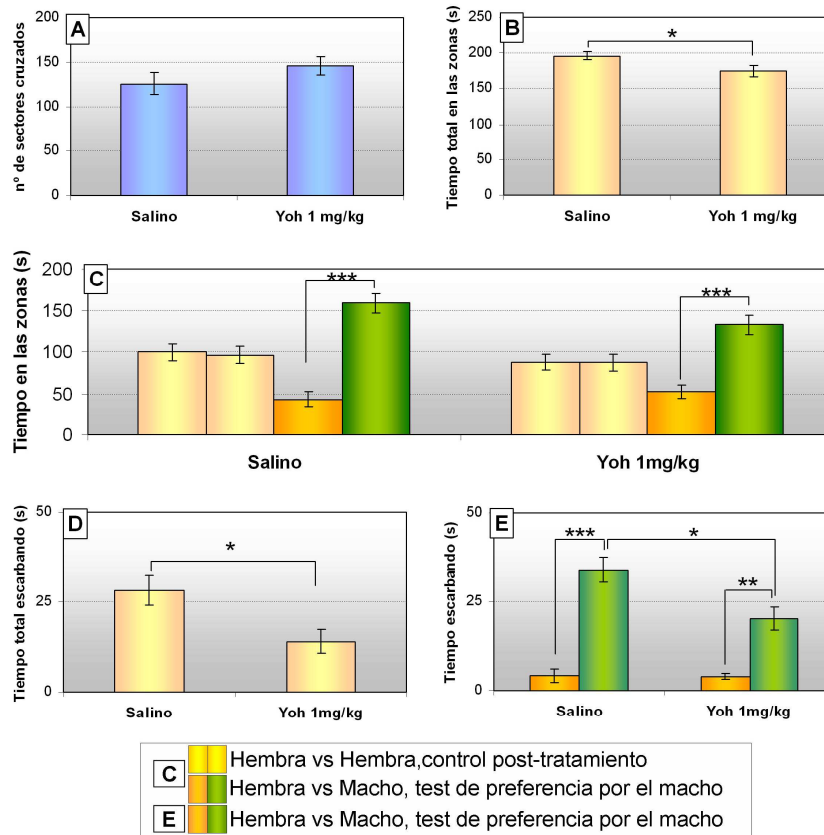 A
nº de sectores cruzados
200
150
100
50
0
Salino
Yoh 1 mg/kg
B
Tiempo total en las zonas (s)
250
200
150
100
50
0
*
Salino
Yoh 1 mg/kg
C
Tiempo en las zonas (s)
200
150
100
50
0
***
***
Salino
Yoh 1mg/kg
D
Tiempo total escarbando (s)
50
25
0
*
Salino
Yoh 1mg/kg
E
Tiempo escarbando (s)
50
25
0
***
*
**
Salino
Yoh 1mg/kg
C
Hembra vs Hembra,control post-tratamiento
Hembra vs Macho, test de preferencia por el macho
E
Hembra vs Macho, test de preferencia por el macho